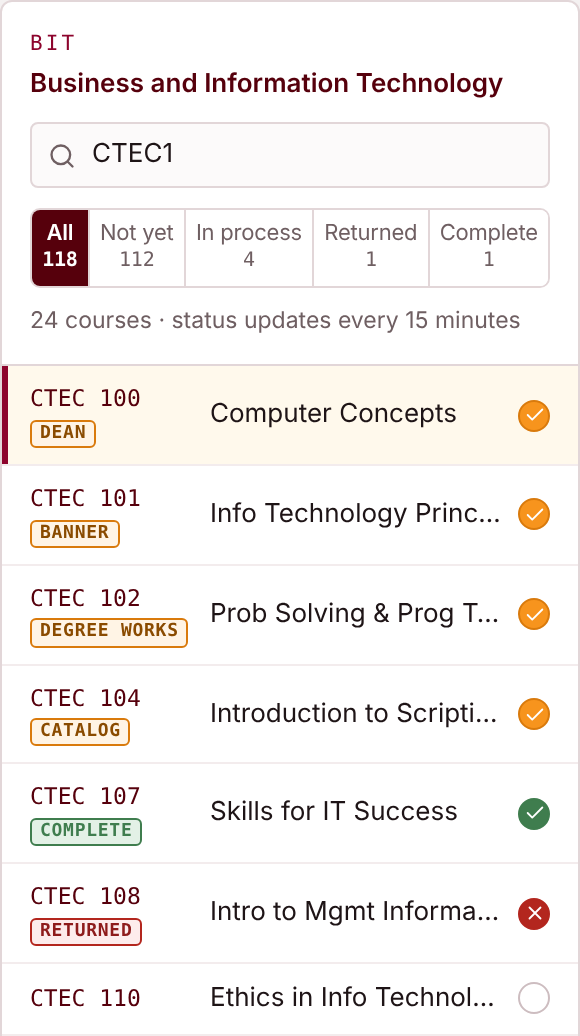 BIT
Business and Information Technology
CTEC1
All Not yet In process Returned Complete
118 112 4 1 1
24 courses · status updates every 15 minutes
CTEC 100 Computer Concepts
DEAN
CTEC 101 Info Technology Princ...
BANNER
CTEC 102 Prob Solving & Prog T...
DEGREE WORKS
CTEC 104 Introduction to Scripti...
CATALOG
CTEC 107 Skills for IT Success
COMPLETE
CTEC 108 Intro to Mgmt Informa...
RETURNED
CTEC 110 Ethics in Info Technol...